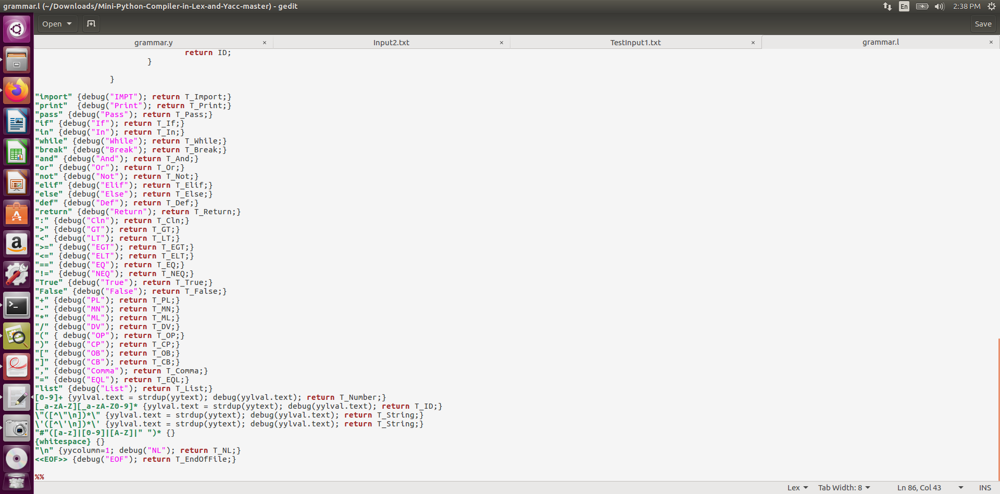 grammar.l (~/Downloads/Mini-Python-Compiler-in-Lex-and-Yacc-master) - gedit
En
2:38 PM
Open
Save
grammar.y × Input2.txt × TestInput1.txt × grammar.l ×
return ID;
}
}
"import" {debug("IMPT"); return T_Import;}
"print"  {debug("Print"); return T_Print;}
"pass" {debug("Pass"); return T_Pass;}
"if" {debug("If"); return T_If;}
"in" {debug("In"); return T_In;}
"while" {debug("While"); return T_While;}
"break" {debug("Break"); return T_Break;}
"and" {debug("And"); return T_And;}
"or" {debug("Or"); return T_Or;}
"not" {debug("Not"); return T_Not;}
"elif" {debug("Elif"); return T_Elif;}
"else" {debug("Else"); return T_Else;}
"def" {debug("Def"); return T_Def;}
"return" {debug("Return"); return T_Return;}
":" {debug("Cln"); return T_Cln;}
">" {debug("GT"); return T_GT;}
"<" {debug("LT"); return T_LT;}
">=" {debug("EGT"); return T_EGT;}
"<=" {debug("ELT"); return T_ELT;}
"==" {debug("EQ"); return T_EQ;}
"!=" {debug("NEQ"); return T_NEQ;}
"True" {debug("True"); return T_True;}
"False" {debug("False"); return T_False;}
"+" {debug("PL"); return T_PL;}
"-" {debug("MN"); return T_MN;}
"*" {debug("ML"); return T_ML;}
"/" {debug("DV"); return T_DV;}
"(" { debug("OP"); return T_OP;}
")" {debug("CP"); return T_CP;}
"[" {debug("OB"); return T_OB;}
"]" {debug("CB"); return T_CB;}
"," {debug("Comma"); return T_Comma;}
"=" {debug("EQL"); return T_EQL;}
"list" {debug("List"); return T_List;}
[0-9]+ {yylval.text = strdup(yytext); debug(yylval.text); return T_Number;}
[_a-zA-Z][_a-zA-Z0-9]* {yylval.text = strdup(yytext); debug(yylval.text); return T_ID;}
\"([^\"\n])*\" {yylval.text = strdup(yytext); debug(yylval.text); return T_String;}
\'([^\'\n])*\' {yylval.text = strdup(yytext); debug(yylval.text); return T_String;}
"#"([a-z]|[0-9]|[A-Z]|" ")* {}
{whitespace} {}
"\n" {yycolumn=1; debug("NL"); return T_NL;}
<<EOF>> {debug("EOF"); return T_EndOfFile;}
%%
Lex Tab Width: 8 Ln 86, Col 43 INS